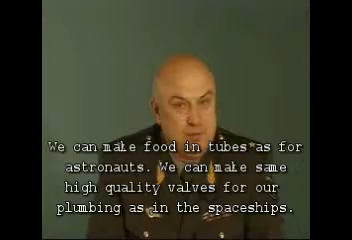 We can make food in tubes as for
astronauts. We can make same
high quality valves for our
plumbing as in the spaceships.